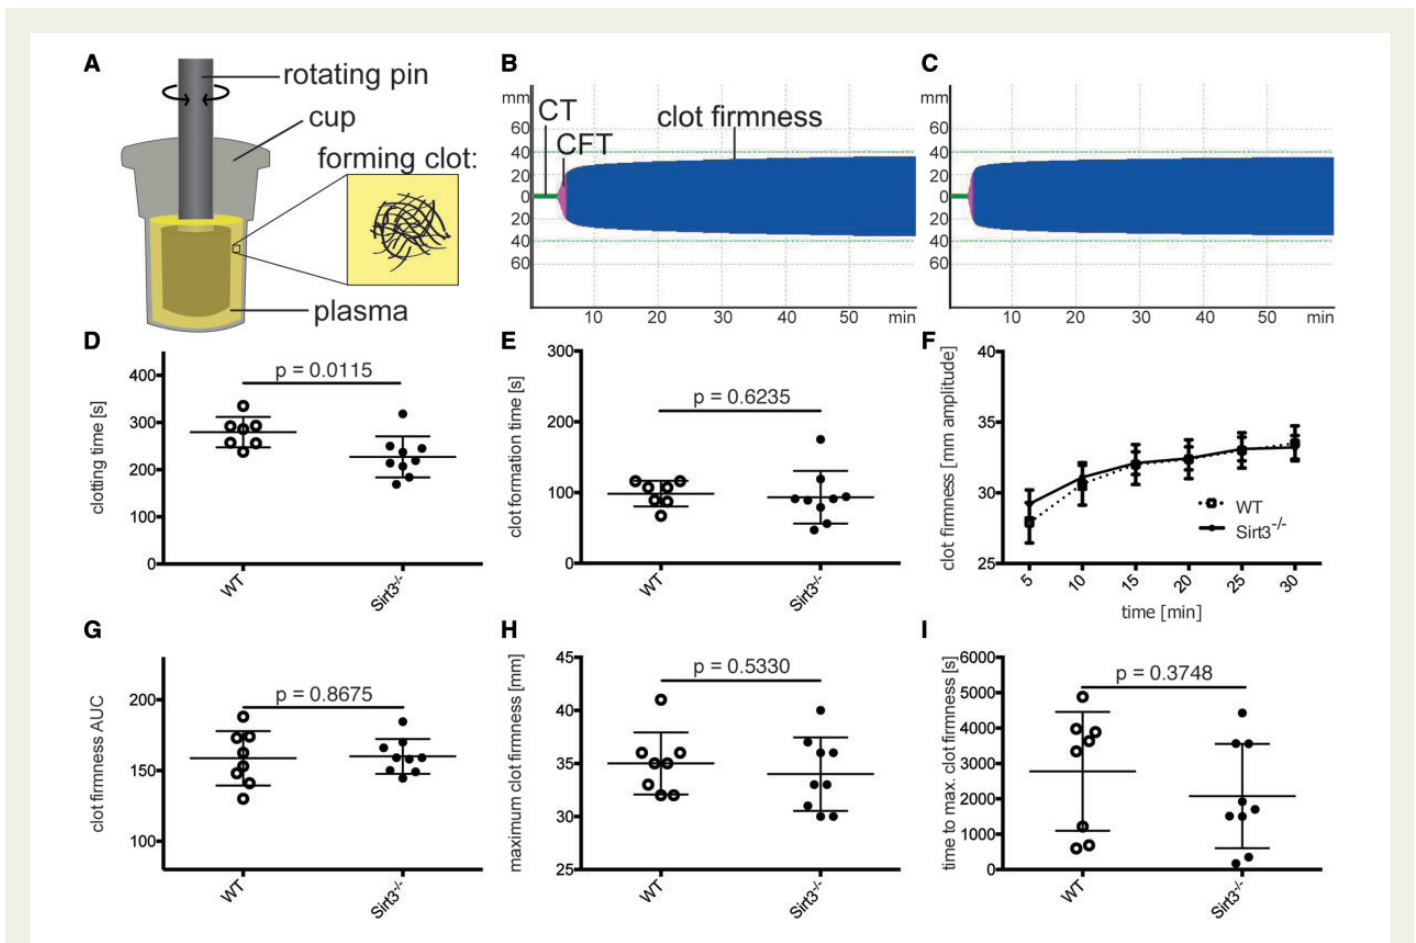 A
rotating pin
cup
forming clot:
plasma
B
mm
60
40
20
0
20
40
60
CT
CFT
clot firmness
10 20 30 40 50 min
C
mm
60
40
20
0
20
40
60
10 20 30 40 50 min
D
clotting time [s]
400
300
200
100
0
p = 0.0115
WT
Sirt3-/-
E
clot formation time [s]
300
200
100
0
p = 0.6235
WT
Sirt3-/-
F
clot firmness [mm amplitude]
40
35
30
25
WT
Sirt3-/-
5 10 15 20 25 30
time [min]
G
clot firmness AUC
200
150
100
p = 0.8675
WT
Sirt3-/-
H
maximum clot firmness [mm]
45
40
35
30
25
p = 0.5330
WT
Sirt3-/-
I
time to max. clot firmness [s]
6000
5000
4000
3000
2000
1000
0
p = 0.3748
WT
Sirt3-/-